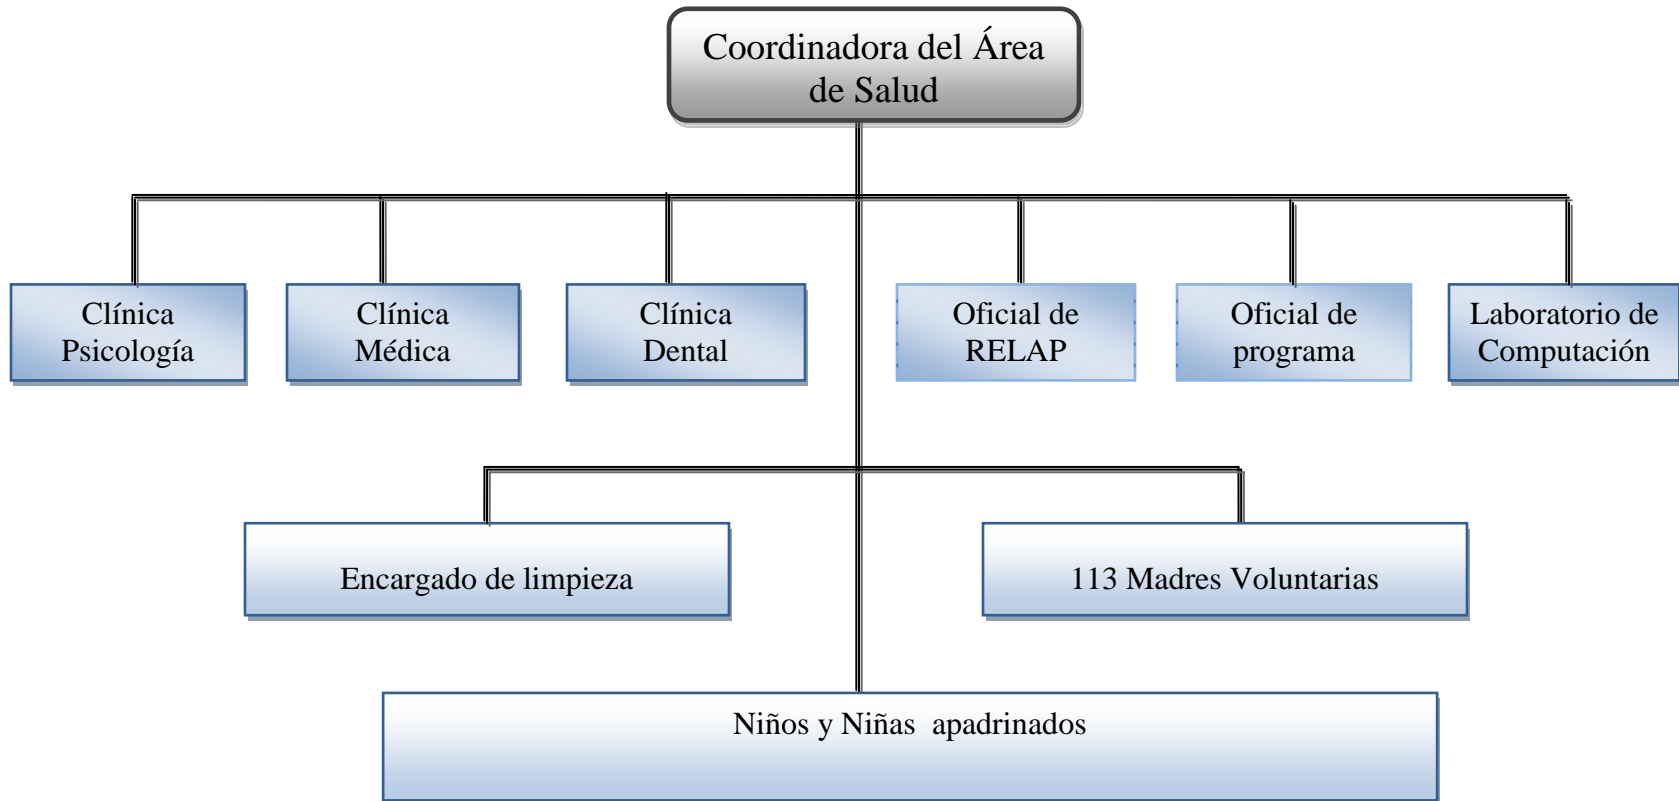 Coordinadora del Área
de Salud
Clínica
Psicología
Clínica
Médica
Clínica
Dental
Oficial de
RELAP
Oficial de
programa
Laboratorio de
Computación
Encargado de limpieza
113 Madres Voluntarias
Niños y Niñas  apadrinados